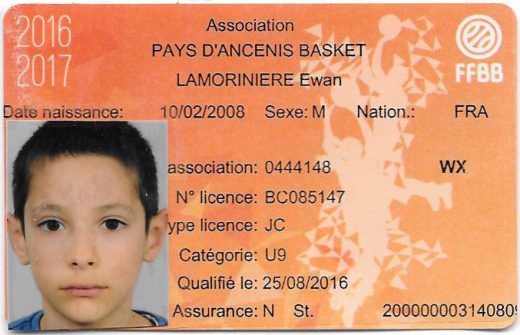 2016
2017
Association
PAYS D'ANCENIS BASKET
LAMORINIERE Ewan
FFBB
Date naissance: 10/02/2008 Sexe: M Nation.: FRA
association: 0444148 WX
N° licence: BC085147
ype licence: JC
Catégorie: U9
Qualifié le: 25/08/2016
Assurance: N St. 200000003140809